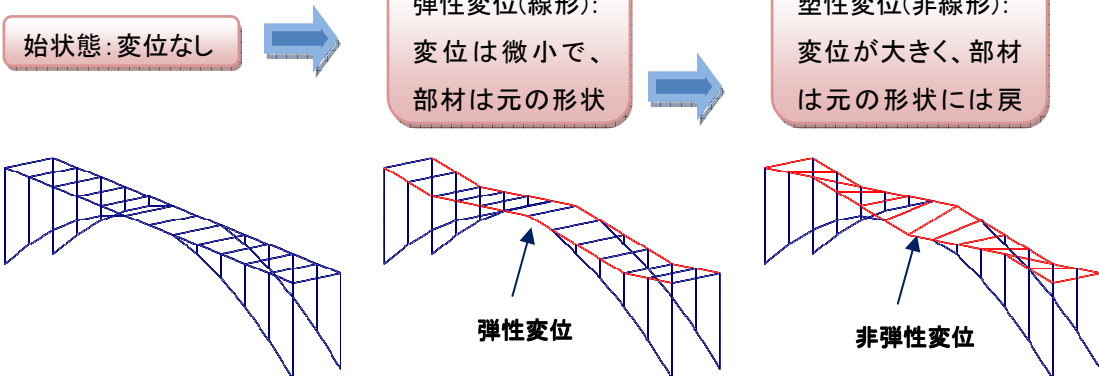 始状態：変位なし
弾性変位(線形)：
変位は微小で、
部材は元の形状
塑性変位(非線形)：
変位が大きく、部材
は元の形状には戻
弾性変位
非弾性変位